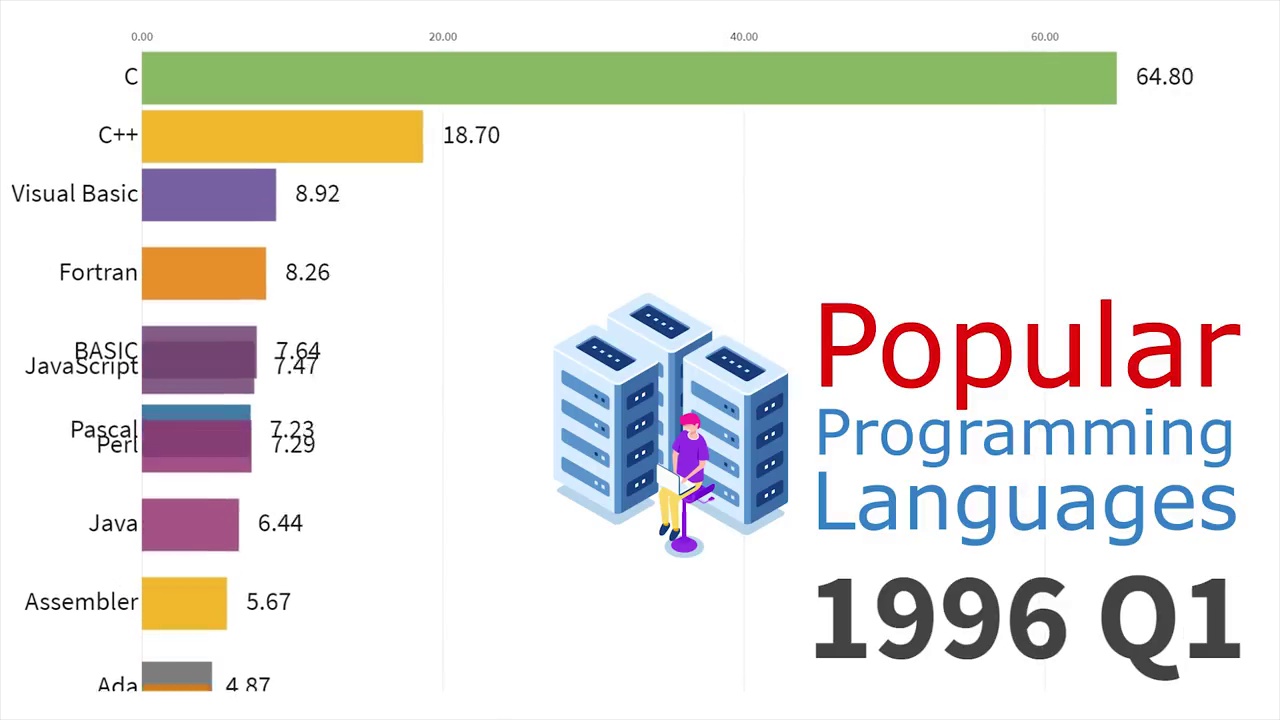 0.00 20.00 40.00 60.00
C 64.80
C++ 18.70
Visual Basic 8.92
Fortran 8.26
BASIC 7.64
JavaScript 7.47
Pascal 7.23
Perl 7.29
Java 6.44
Assembler 5.67
Ada 4.87
Popular
Programming
Languages
1996 Q1